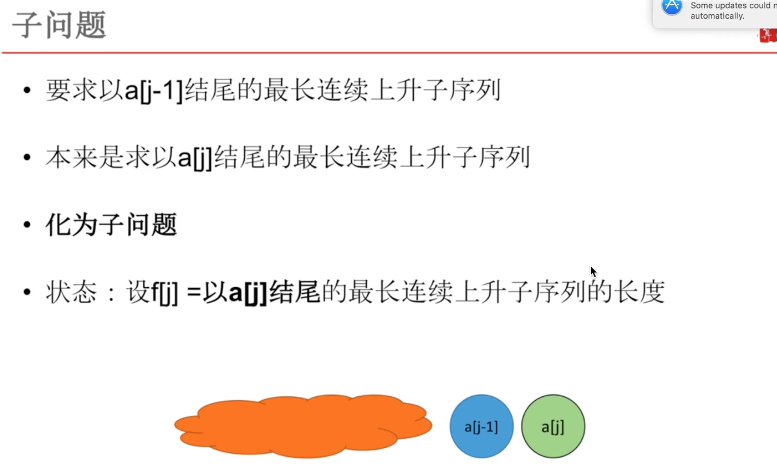 子问题
Some updates could n
automatically.
• 要求以a[j-1]结尾的最长连续上升子序列
• 本来是求以a[j]结尾的最长连续上升子序列
• 化为子问题
• 状态：设f[j] =以a[j]结尾的最长连续上升子序列的长度
a[j-1] a[j]